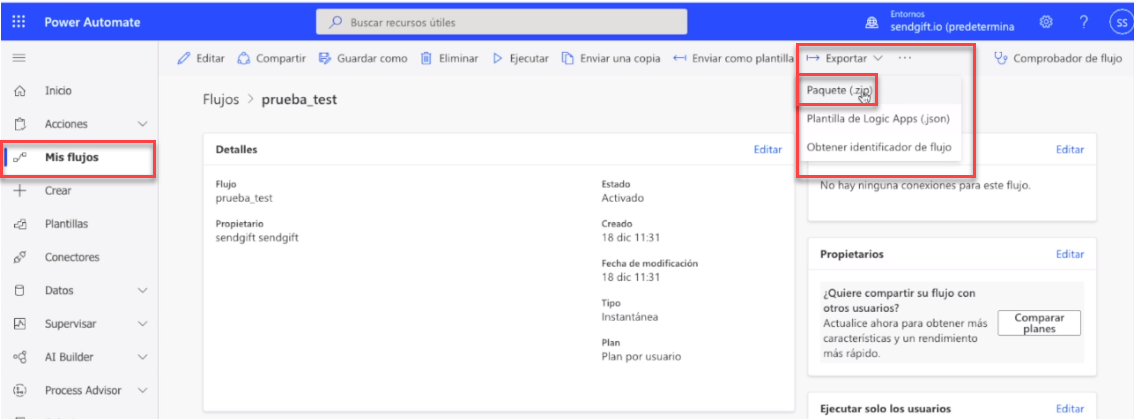 Power Automate
Buscar recursos útiles
Entornos
sendgift.io (predetermina
?
SS
Editar
Compartir
Guardar como
Eliminar
Ejecutar
Enviar una copia
Enviar como plantilla
Exportar
···
Comprobador de flujo
Inicio
Acciones
Mis flujos
Crear
Plantillas
Conectores
Datos
Supervisar
AI Builder
Process Advisor
Flujos > prueba_test
Paquete (.zip)
Plantilla de Logic Apps (.json)
Obtener identificador de flujo
Detalles
Editar
Flujo
prueba_test
Propietario
sendgift sendgift
Estado
Activado
Creado
18 dic 11:31
Fecha de modificación
18 dic 11:31
Tipo
Instantánea
Plan
Plan por usuario
Editar
No hay ninguna conexiones para este flujo.
Propietarios
Editar
¿Quiere compartir su flujo con
otros usuarios?
Actualice ahora para obtener más
características y un rendimiento
más rápido.
Comparar
planes
Ejecutar solo los usuarios
Editar